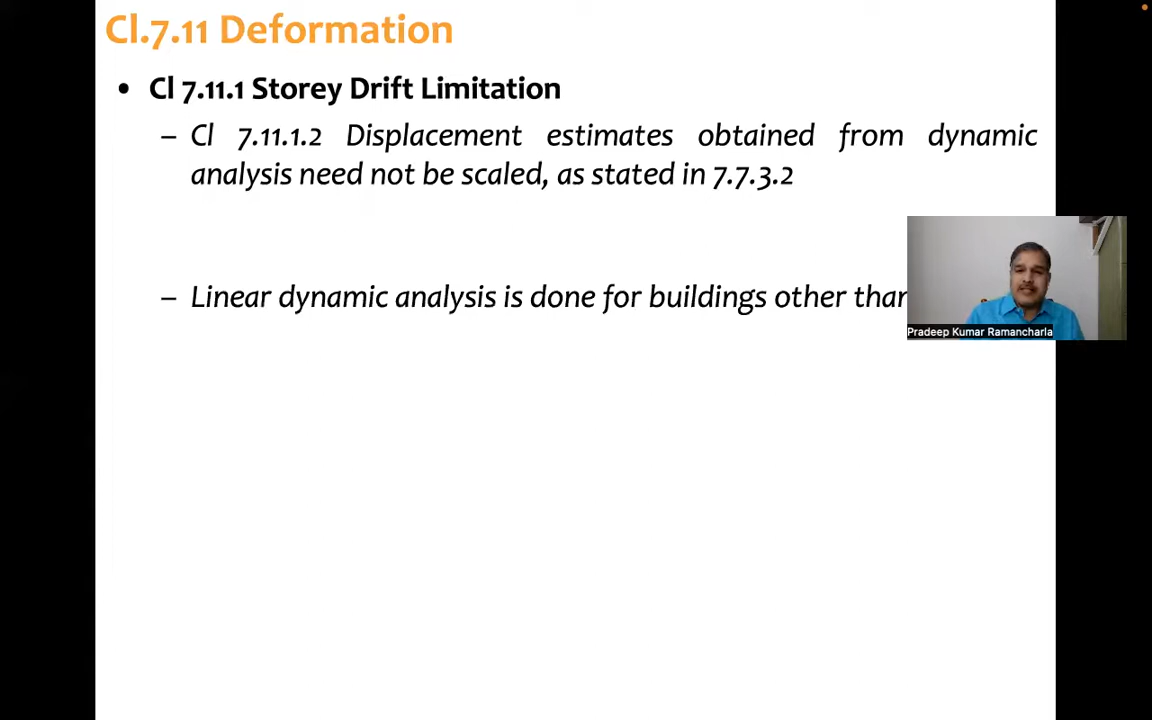 Cl.7.11 Deformation
• Cl 7.11.1 Storey Drift Limitation
– Cl 7.11.1.2 Displacement estimates obtained from dynamic
analysis need not be scaled, as stated in 7.7.3.2
– Linear dynamic analysis is done for buildings other than
Pradeep Kumar Ramancharla